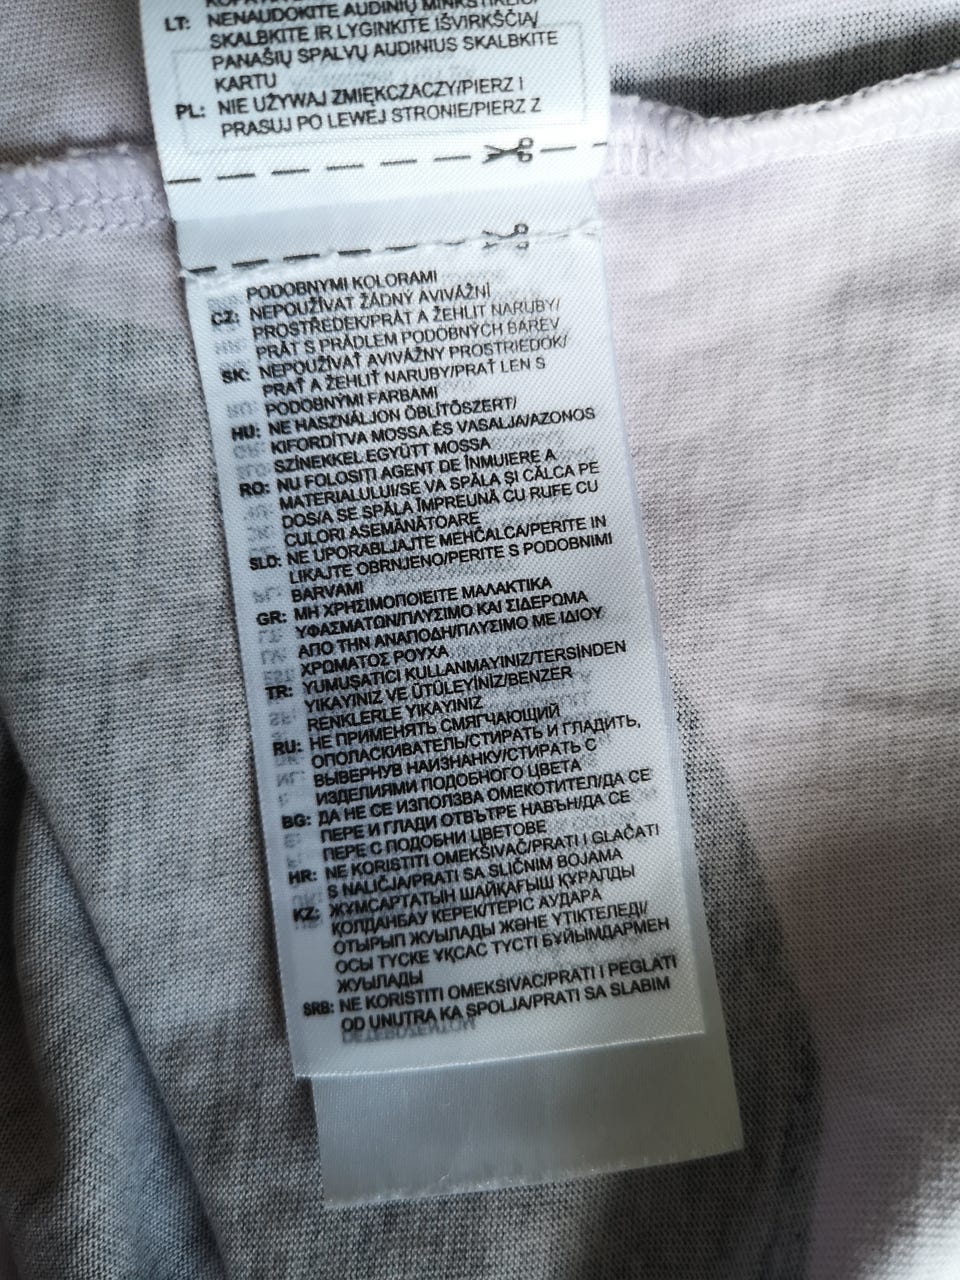 LT: NENAUDOKITE AUDINIŲ
SKALBKITE IR LYGINKITE IŠVIRKŠČIA/
PANAŠIŲ SPALVŲ AUDINIUS SKALBKITE
KARTU
PL: NIE UŻYWAJ ZMIĘKCZACZY/PIERZ I
PRASUJ PO LEWEJ STRONIE/PIERZ Z
PODOBNYMI KOLORAMI
CZ: NEPOUŽÍVAT ŽÁDNÝ AVIVÁŽNÍ
PROSTŘEDEK/PRÁT A ŽEHLIT NARUBY/
PRÁT S PRÁDLEM PODOBNÝCH BAREV
SK: NEPOUŽÍVAŤ AVIVÁŽNY PROSTRIEDOK/
PRAŤ A ŽEHLIŤ NARUBY/PRAŤ LEN S
PODOBNÝMI FARBAMI
HU: NE HASZNÁLJON ÖBLÍTŐSZERT/
KIFORDÍTVA MOSSA ÉS VASALJA/AZONOS
SZÍNEKKEL EGYÜTT MOSSA
RO: NU FOLOSITI AGENT DE ÎNMUIERE A
MATERIALULUI/SE VA SPĂLA ȘI CĂLCA PE
DOS/A SE SPĂLA ÎMPREUNĂ CU RUFE CU
CULORI ASEMĂNĂTOARE
SLO: NE UPORABLJAJTE MEHČALCA/PERITE IN
LIKAJTE OBRNJENO/PERITE S PODOBNIMI
BARVAMI
GR: ΜΗ ΧΡΗΣΙΜΟΠΟΙΕΙΤΕ ΜΑΛΑΚΤΙΚΑ
ΥΦΑΣΜΑΤΩΝ/ΠΛΥΣΙΜΟ ΚΑΙ ΣΙΔΕΡΩΜΑ
ΑΠΟ ΤΗΝ ΑΝΑΠΟΔΗ/ΠΛΥΣΙΜΟ ΜΕ ΙΔΙΟΥ
ΧΡΩΜΑΤΟΣ ΡΟΥΧΑ
TR: YUMUŞATICI KULLANMAYINIZ/TERSİNDEN
YIKAYINIZ VE ÜTÜLEYİNİZ/BENZER
RENKLERLE YIKAYINIZ
RU: НЕ ПРИМЕНЯТЬ СМЯГЧАЮЩИЙ
ОПОЛАСКИВАТЕЛЬ/СТИРАТЬ И ГЛАДИТЬ,
ВЫВЕРНУВ НАИЗНАНКУ/СТИРАТЬ С
ИЗДЕЛИЯМИ ПОДОБНОГО ЦВЕТА
BG: ДА НЕ СЕ ИЗПОЛЗВА ОМЕКОТИТЕЛ/ДА СЕ
ПЕРЕ И ГЛАДИ ОТВЪТРЕ НАВЪН/ДА СЕ
ПЕРЕ С ПОДОБНИ ЦВЕТОВЕ
HR: NE KORISTITI OMEKŠIVAČ/PRATI I GLAČATI
S NALIČJA/PRATI SA SLIČNIM BOJAMA
KZ: ЖҰМСАРТАТЫН ШАЙҚАҒЫШ ҚҰРАЛДЫ
ҚОЛДАНБАУ КЕРЕК/ТЕРІС АУДАРА
ОТЫРЫП ЖУЫЛАДЫ ЖӘНЕ ҮТІКТЕЛЕДІ/
ОСЫ ТҮСКЕ ҰҚСАС ТҮСТІ БҰЙЫМДАРМЕН
ЖУЫЛАДЫ
SRB: NE KORISTITI OMEKSIVAC/PRATI I PEGLATI
OD UNUTRA KA SPOLJA/PRATI SA SLABIM